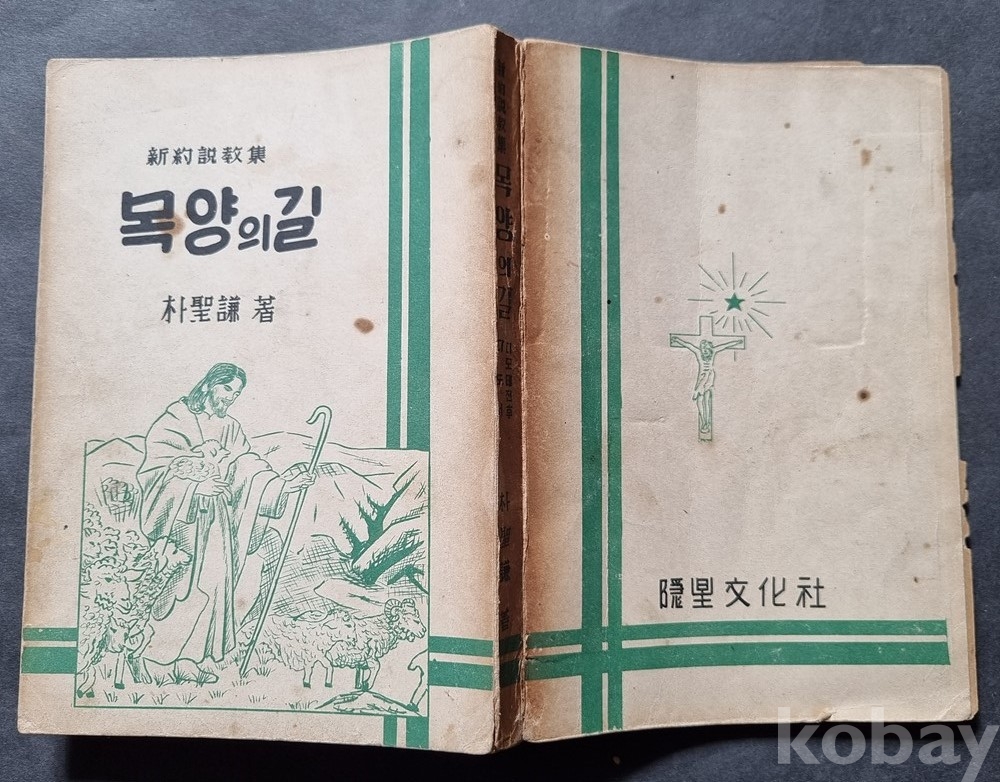 新約說敎集
목양의길
朴聖謙 著
목양의길
朴聖謙 著
隠星文化社
kobay